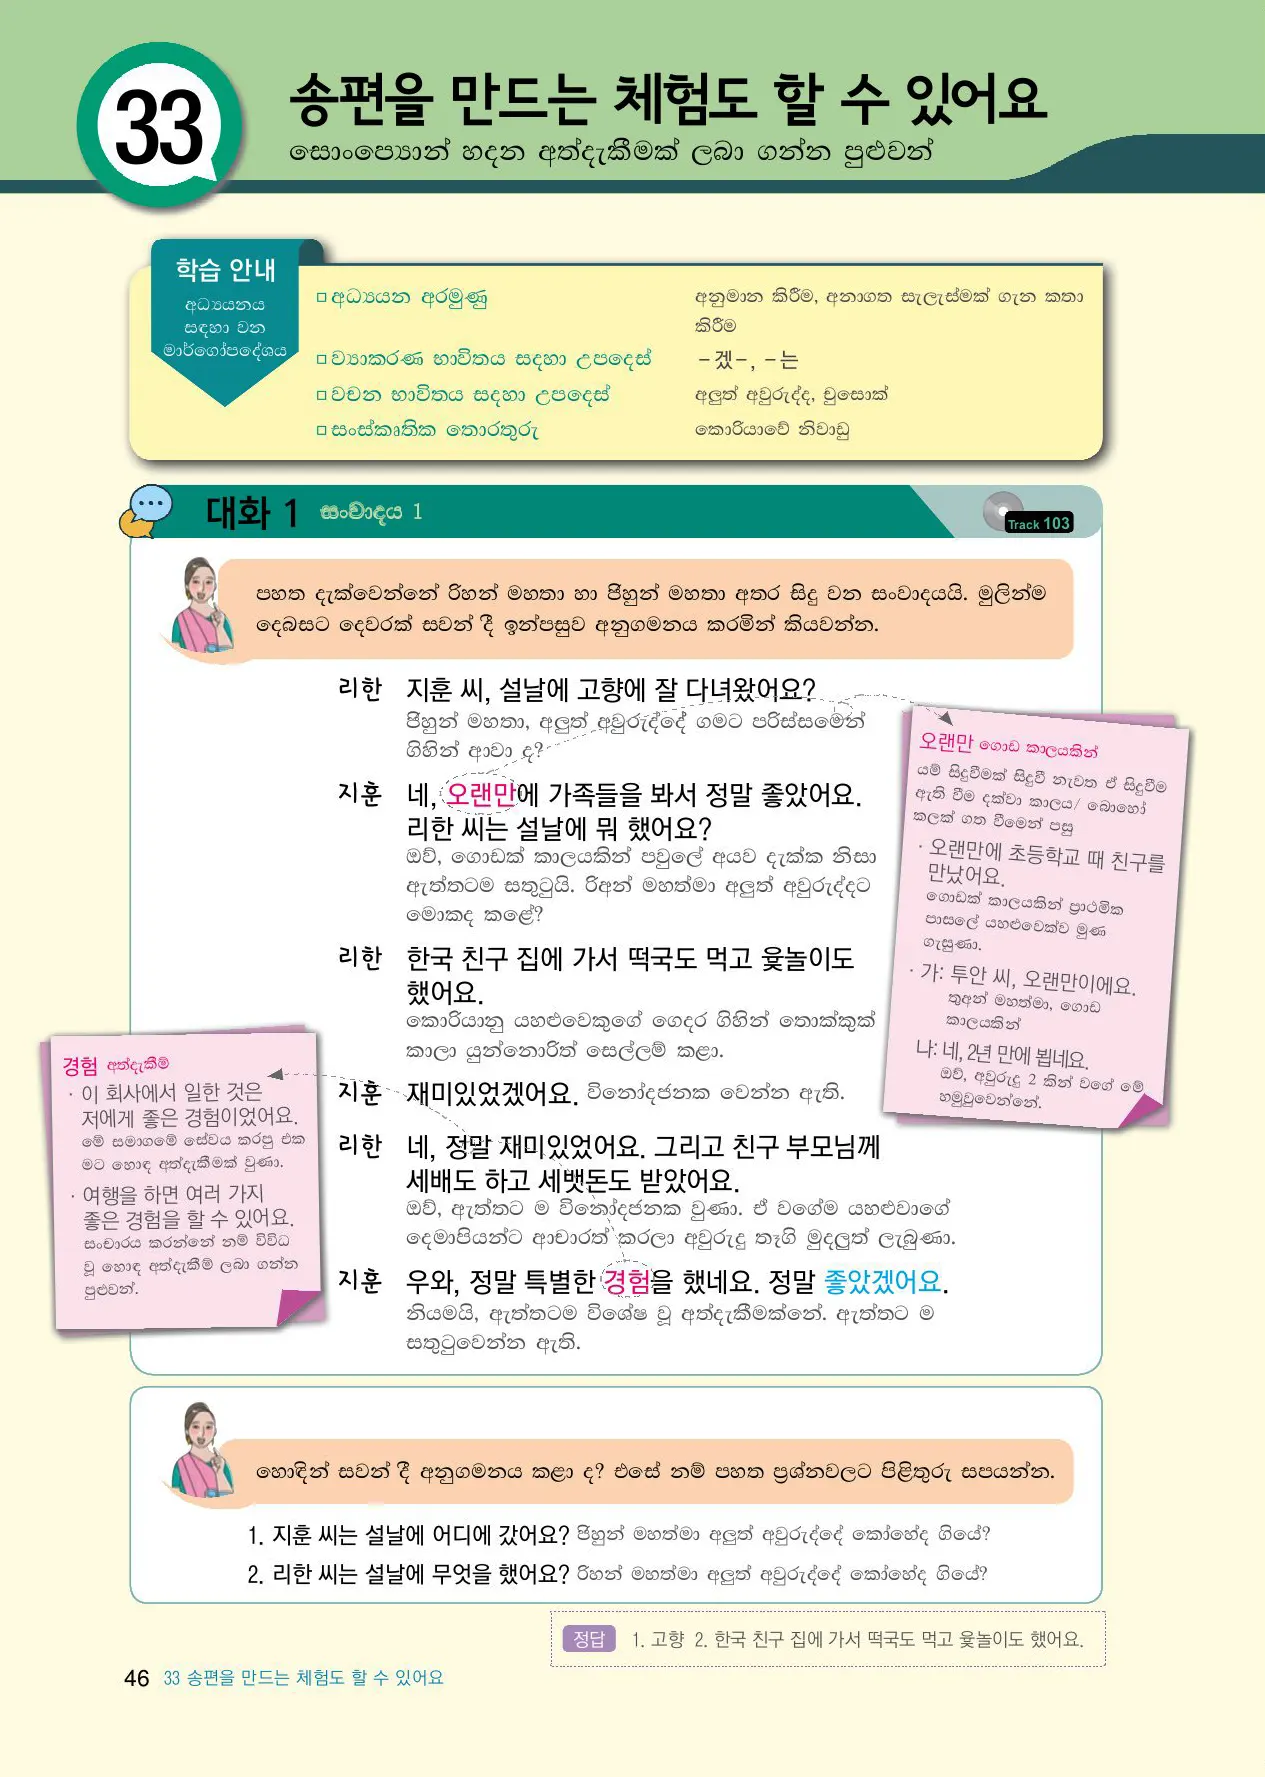 33
송편을 만드는 체험도 할 수 있어요
සොංප්‍යොන් හදන අත්දැකීමක් ලබා ගන්න පුළුවන්
학습 안내
අධ්‍යයනය
සඳහා වන
මාර්ගෝපදේශය
□ අධ්‍යයන අරමුණු
අනුමාන කිරීම, අනාගත සැලැස්මක් ගැන කතා
කිරීම
□ ව්‍යාකරණ භාවිතය සදහා උපදෙස්
-겠-, -는
□ වචන භාවිතය සදහා උපදෙස්
අලුත් අවුරුද්ද, චුසොක්
□ සංස්කෘතික තොරතුරු
කොරියාවේ නිවාඩු
대화 1 සංවාදය 1
Track 103
පහත දැක්වෙන්නේ රිහන් මහතා හා ජීහුන් මහතා අතර සිදු වන සංවාදයයි. මුලින්ම
දෙබසට දෙවරක් සවන් දී ඉන්පසුව අනුගමනය කරමින් කියවන්න.
리한 지훈 씨, 설날에 고향에 잘 다녀왔어요?
ජීහුන් මහතා, අලුත් අවුරුද්දේ ගමට පරිස්සමෙන්
ගිහින් ආවා ද?
지훈 네, 오랜만에 가족들을 봐서 정말 좋았어요.
리한 씨는 설날에 뭐 했어요?
ඔව්, ගොඩක් කාලයකින් පවුලේ අයව දැක්ක නිසා
ඇත්තටම සතුටුයි. රිඅන් මහත්මා අලුත් අවුරුද්දට
මොකද කළේ?
리한 한국 친구 집에 가서 떡국도 먹고 윷놀이도
했어요.
කොරියානු යහළුවෙකුගේ ගෙදර ගිහින් තොක්කුක්
කාලා යුන්නොරිත් සෙල්ලම් කළා.
지훈 재미있었겠어요. විනෝදජනක වෙන්න ඇති.
리한 네, 정말 재미있었어요. 그리고 친구 부모님께
세배도 하고 세뱃돈도 받았어요.
ඔව්, ඇත්තට ම විනෝදජනක වුණා. ඒ වගේම යහළුවාගේ
දෙමාපියන්ට ආචාරත් කරලා අවුරුදු තෑගි මුදලුත් ලැබුණා.
지훈 우와, 정말 특별한 경험을 했네요. 정말 좋았겠어요.
නියමයි, ඇත්තටම විශේෂ වූ අත්දැකීමක්නේ. ඇත්තට ම
සතුටුවෙන්න ඇති.
오랜만 ගොඩ කාලයකින්
යම් සිදුවීමක් සිදුවී නැවත ඒ සිදුවීම
ඇති වීම දක්වා කාලය/ බොහෝ
කලක් ගත වීමෙන් පසු
· 오랜만에 초등학교 때 친구를
만났어요.
ගොඩක් කාලයකින් ප්‍රාථමික
පාසලේ යහළුවෙක්ව මුණ
ගැසුණා.
· 가: 투안 씨, 오랜만이에요.
තුඅන් මහත්මා, ගොඩ
කාලයකින්
나: 네, 2년 만에 뵙네요.
ඔව්, අවුරුදු 2 කින් වගේ මේ
හමුවුවෙන්නේ.
경험 අත්දැකීම්
· 이 회사에서 일한 것은
저에게 좋은 경험이었어요.
මේ සමාගමේ සේවය කරපු එක
මට හොඳ අත්දැකීමක් වුණා.
· 여행을 하면 여러 가지
좋은 경험을 할 수 있어요.
සංචාරය කරන්නේ නම් විවිධ
වූ හොඳ අත්දැකීම් ලබා ගන්න
පුළුවන්.
හොඳින් සවන් දී අනුගමනය කළා ද? එසේ නම් පහත ප්‍රශ්නවලට පිළිතුරු සපයන්න.
1. 지훈 씨는 설날에 어디에 갔어요? ජිහුන් මහත්මා අලුත් අවුරුද්දේ කෝහේද ගියේ?
2. 리한 씨는 설날에 무엇을 했어요? රිහන් මහත්මා අලුත් අවුරුද්දේ කෝහේද ගියේ?
정답 1. 고향 2. 한국 친구 집에 가서 떡국도 먹고 윷놀이도 했어요.
46 33 송편을 만드는 체험도 할 수 있어요